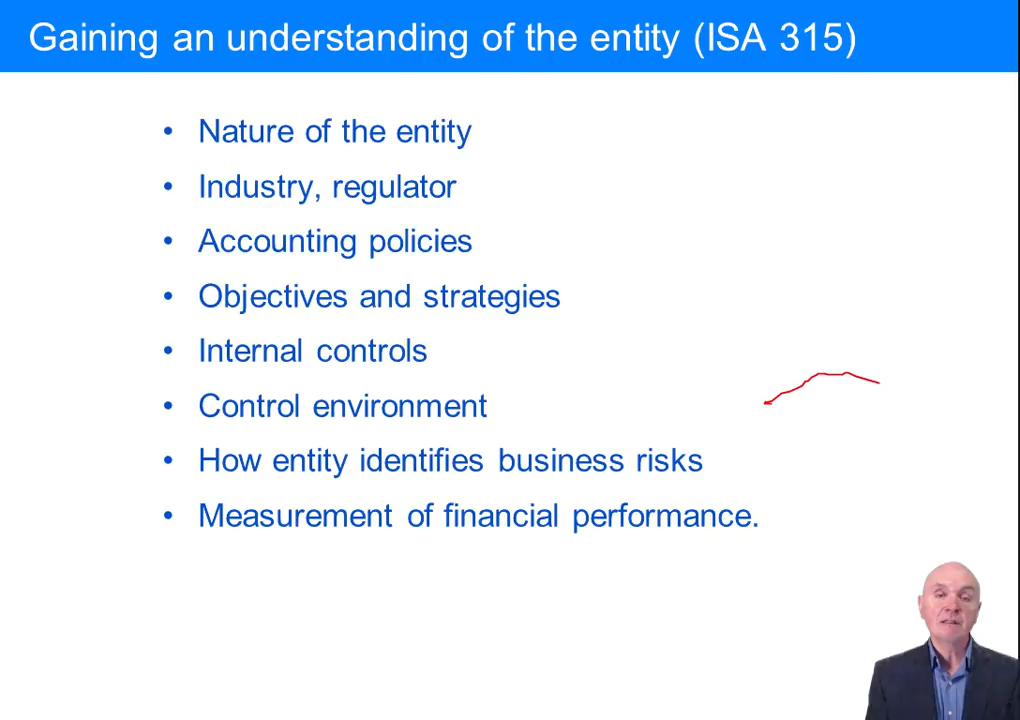 Gaining an understanding of the entity (ISA 315)
• Nature of the entity
• Industry, regulator
• Accounting policies
• Objectives and strategies
• Internal controls
• Control environment
• How entity identifies business risks
• Measurement of financial performance.